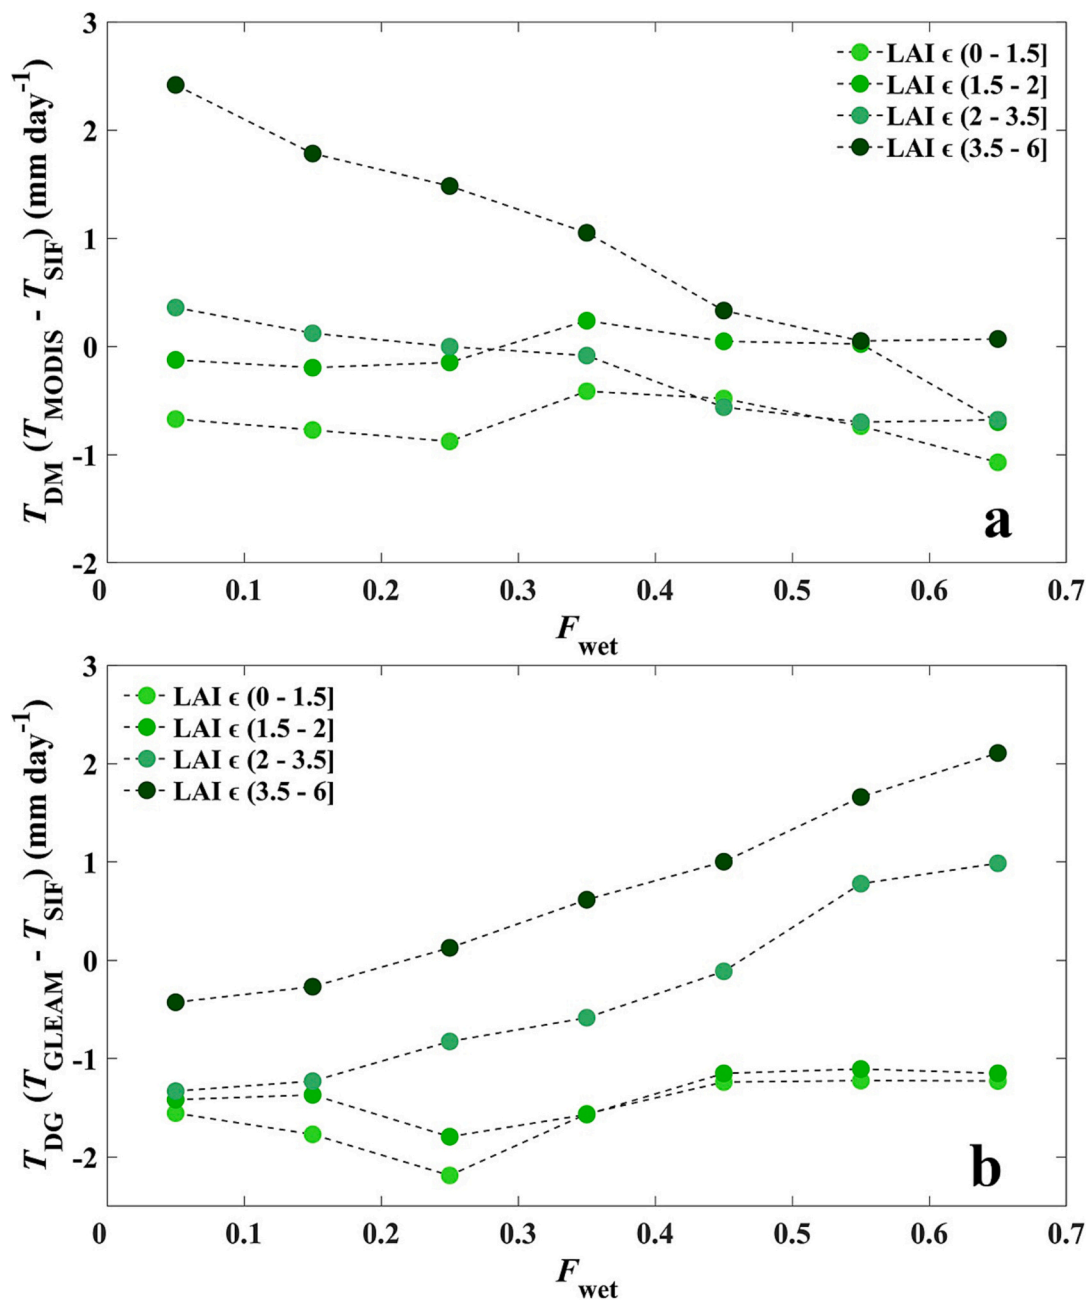 3
2
1
0
-1
-2
T_DM (T_MODIS - T_SIF) (mm day⁻¹)
LAI ϵ (0 - 1.5]
LAI ϵ (1.5 - 2]
LAI ϵ (2 - 3.5]
LAI ϵ (3.5 - 6]
a
0 0.1 0.2 0.3 0.4 0.5 0.6 0.7
F_wet
3
2
1
0
-1
-2
T_DG (T_GLEAM - T_SIF) (mm day⁻¹)
LAI ϵ (0 - 1.5]
LAI ϵ (1.5 - 2]
LAI ϵ (2 - 3.5]
LAI ϵ (3.5 - 6]
b
0 0.1 0.2 0.3 0.4 0.5 0.6 0.7
F_wet